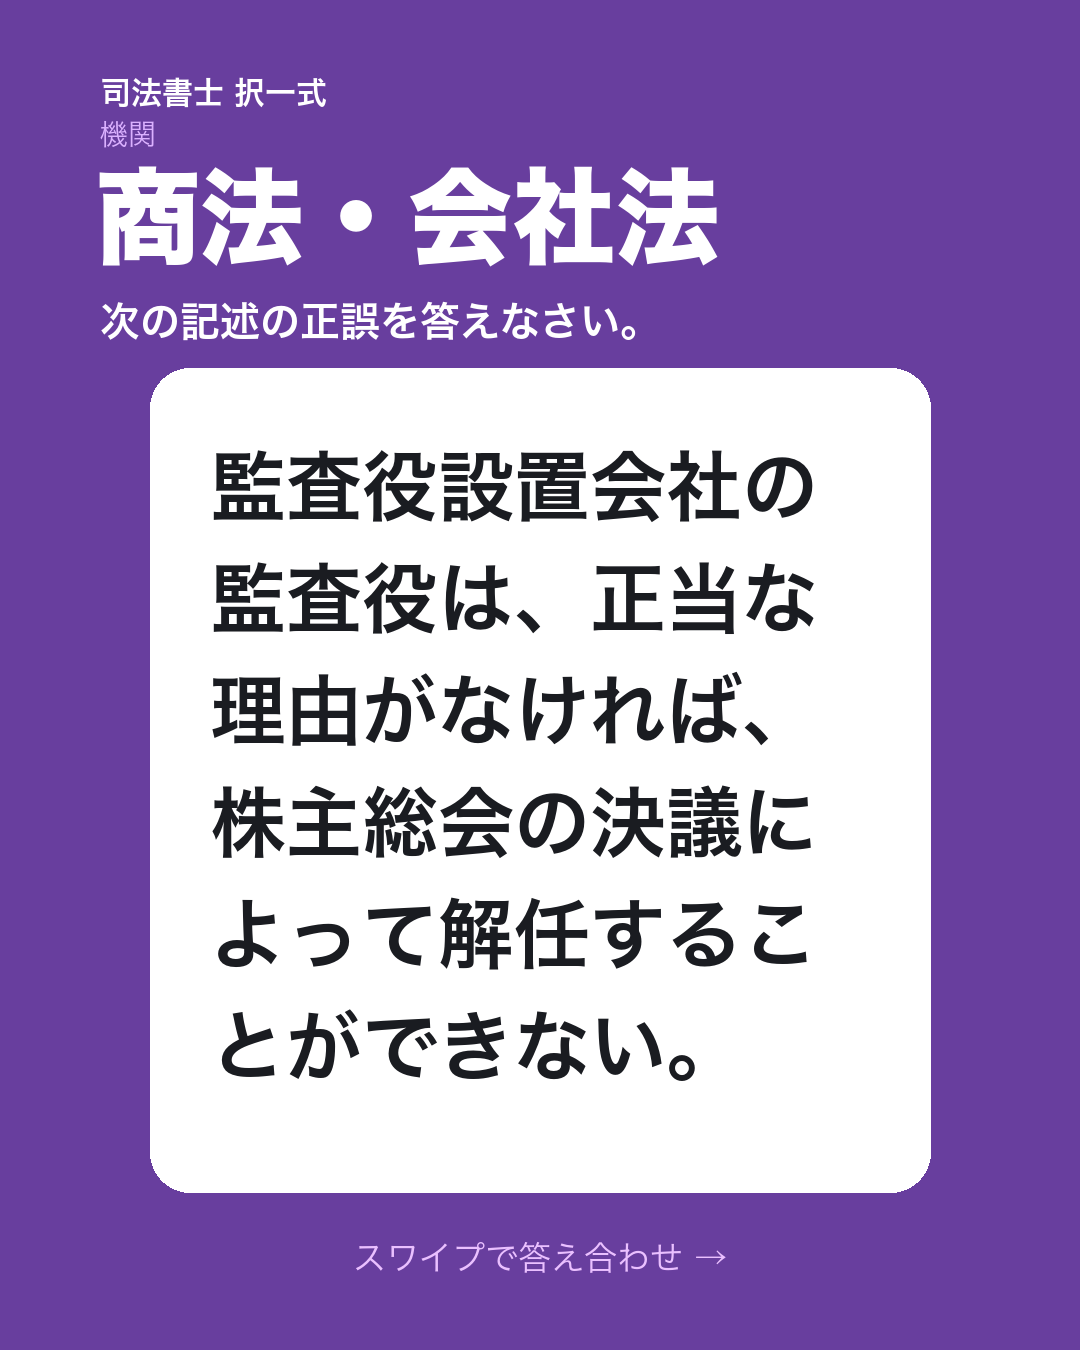 司法書士 択一式
機関
商法・会社法
次の記述の正誤を答えなさい。
監査役設置会社の
監査役は、正当な
理由がなければ、
株主総会の決議に
よって解任するこ
とができない。
スワイプで答え合わせ →